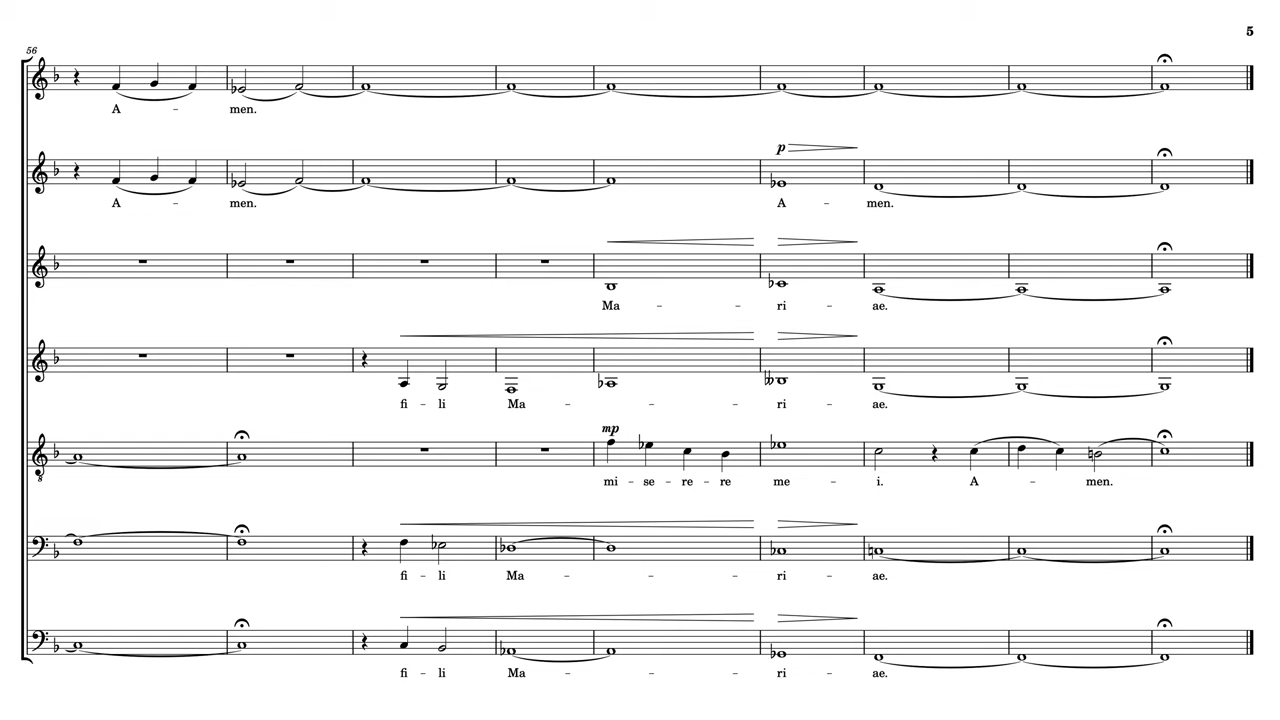 5
56
A - men.
p
A - men. A - men.
Ma - - ri - ae.
fi - li Ma - - ri - ae.
mp
mi - se - re - re me - i. A - men.
fi - li Ma - - ri - ae.
fi - li Ma - - ri - ae.